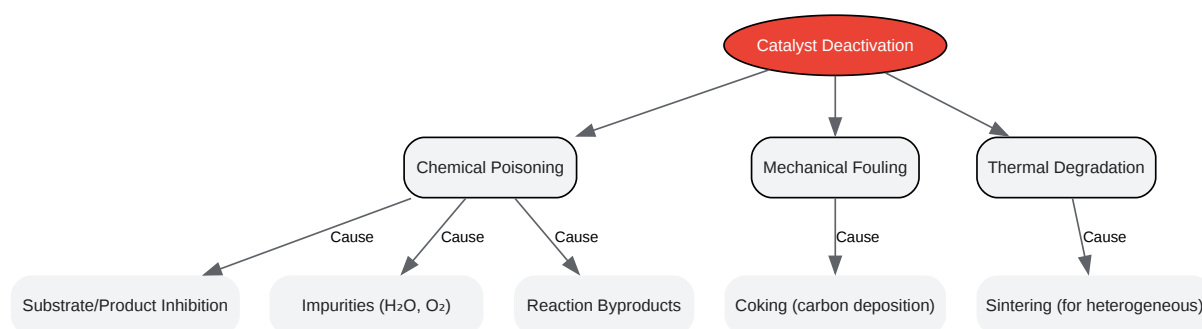 Catalyst Deactivation
Chemical Poisoning
Mechanical Fouling
Thermal Degradation
Cause
Cause
Cause
Cause
Cause
Substrate/Product Inhibition
Impurities (H₂O, O₂)
Reaction Byproducts
Coking (carbon deposition)
Sintering (for heterogeneous)